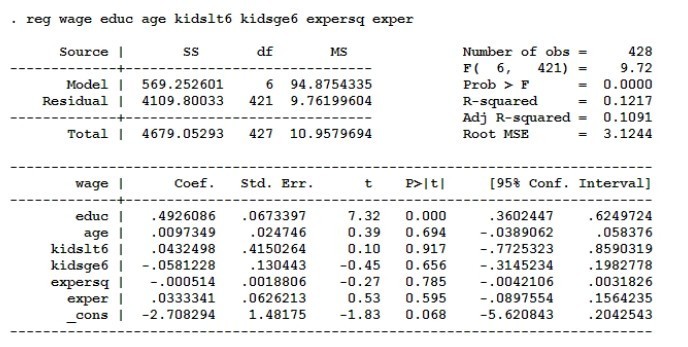 . reg wage educ age kidslt6 kidsge6 expersq exper
Source | SS df MS Number of obs = 428
-------------+------------------------------ F( 6, 421) = 9.72
Model | 569.252601 6 94.8754335 Prob > F = 0.0000
Residual | 4109.80033 421 9.76199604 R-squared = 0.1217
-------------+------------------------------ Adj R-squared = 0.1091
Total | 4679.05293 427 10.9579694 Root MSE = 3.1244
------------------------------------------------------------------------------
wage | Coef. Std. Err. t P>|t| [95% Conf. Interval]
-------------+----------------------------------------------------------------
educ | .4926086 .0673397 7.32 0.000 .3602447 .6249724
age | .0097349 .024746 0.39 0.694 -.0389062 .058376
kidslt6 | .0432498 .4150264 0.10 0.917 -.7725323 .8590319
kidsge6 | -.0581228 .130443 -0.45 0.656 -.3145234 .1982778
expersq | -.000514 .0018806 -0.27 0.785 -.0042106 .0031826
exper | .0333341 .0626213 0.53 0.595 -.0897554 .1564235
_cons | -2.708294 1.48175 -1.83 0.068 -5.620843 .2042543
------------------------------------------------------------------------------